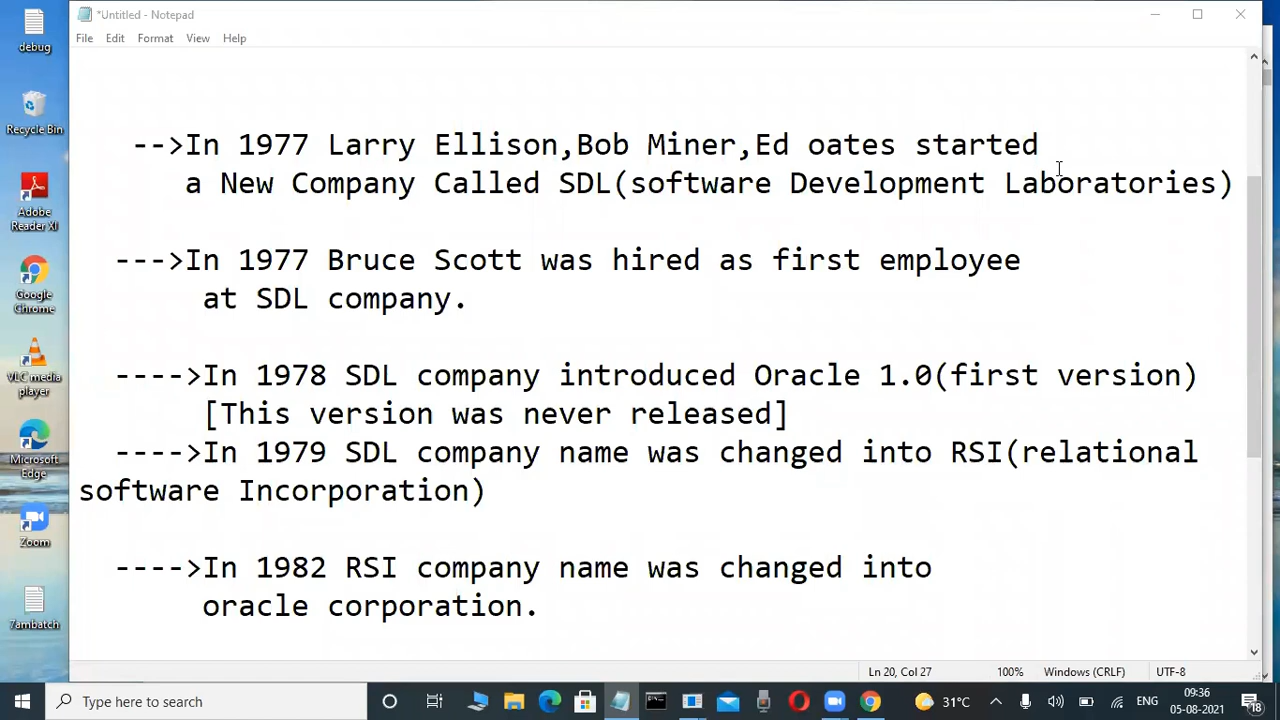 *Untitled - Notepad
File Edit Format View Help
-->In 1977 Larry Ellison,Bob Miner,Ed oates started
a New Company Called SDL(software Development Laboratories)
--->In 1977 Bruce Scott was hired as first employee
at SDL company.
---->In 1978 SDL company introduced Oracle 1.0(first version)
[This version was never released]
---->In 1979 SDL company name was changed into RSI(relational
software Incorporation)
---->In 1982 RSI company name was changed into
oracle corporation.
Ln 20, Col 27 100% Windows (CRLF) UTF-8
debug
Recycle Bin
Adobe
Reader XI
Google
Chrome
VLC media
player
Microsoft
Edge
Zoom
7ambatch
Type here to search
31°C
ENG
09:36
05-08-2021
18